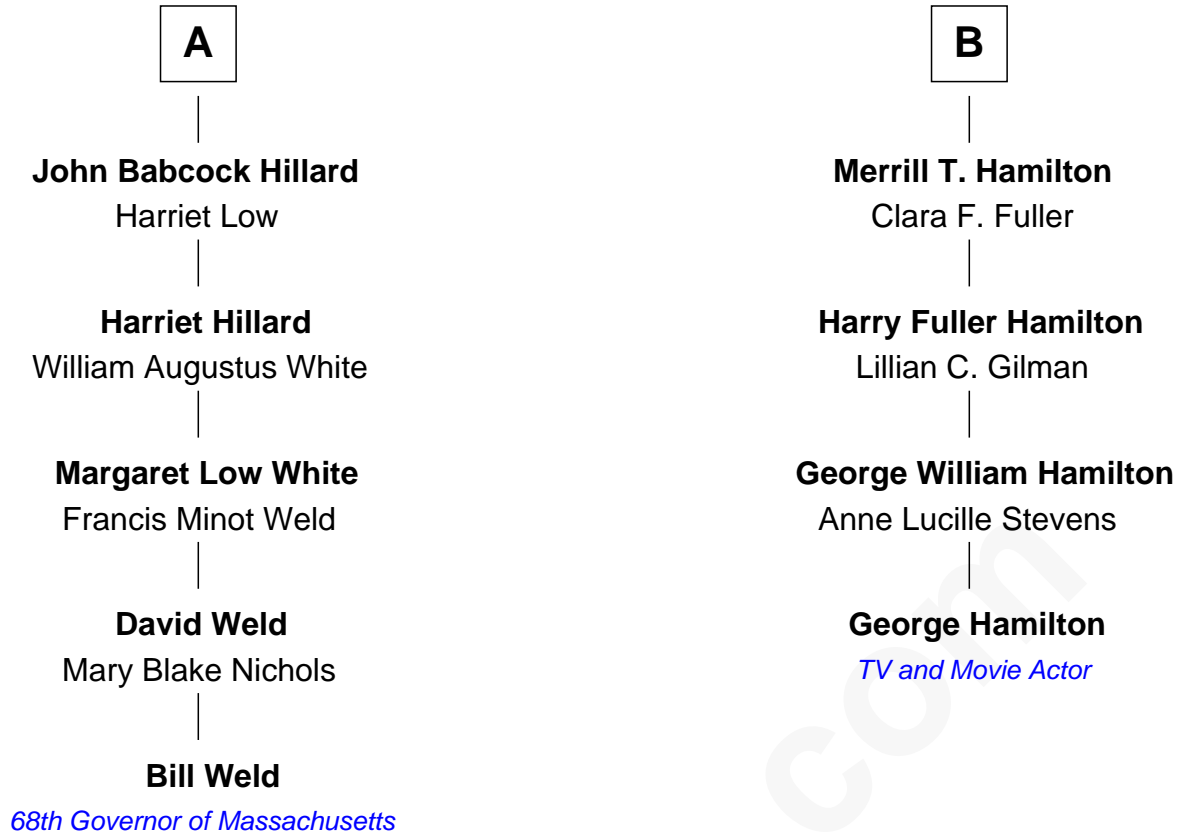 A
John Babcock Hillard
Harriet Low
Harriet Hillard
William Augustus White
Margaret Low White
Francis Minot Weld
David Weld
Mary Blake Nichols
Bill Weld
68th Governor of Massachusetts
B
Merrill T. Hamilton
Clara F. Fuller
Harry Fuller Hamilton
Lillian C. Gilman
George William Hamilton
Anne Lucille Stevens
George Hamilton
TV and Movie Actor
com